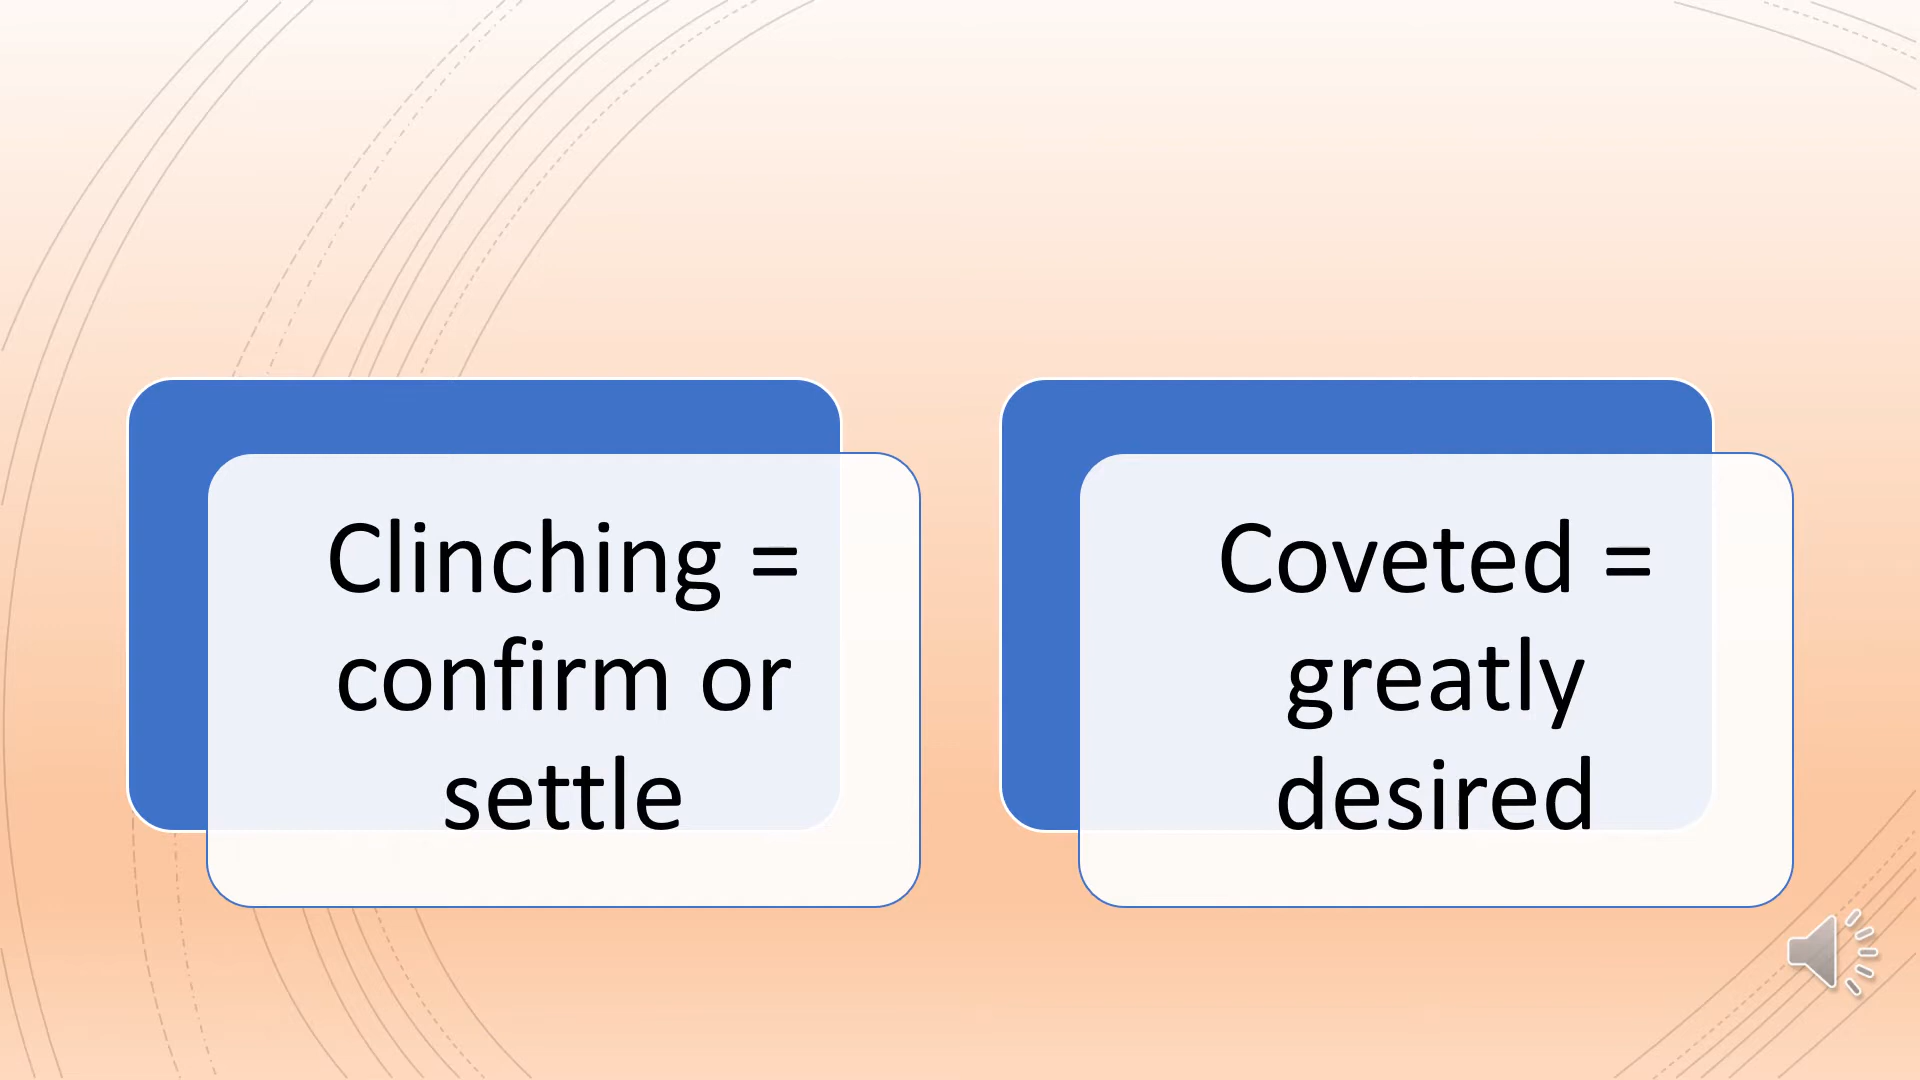 Clinching =
confirm or
settle
Coveted =
greatly
desired